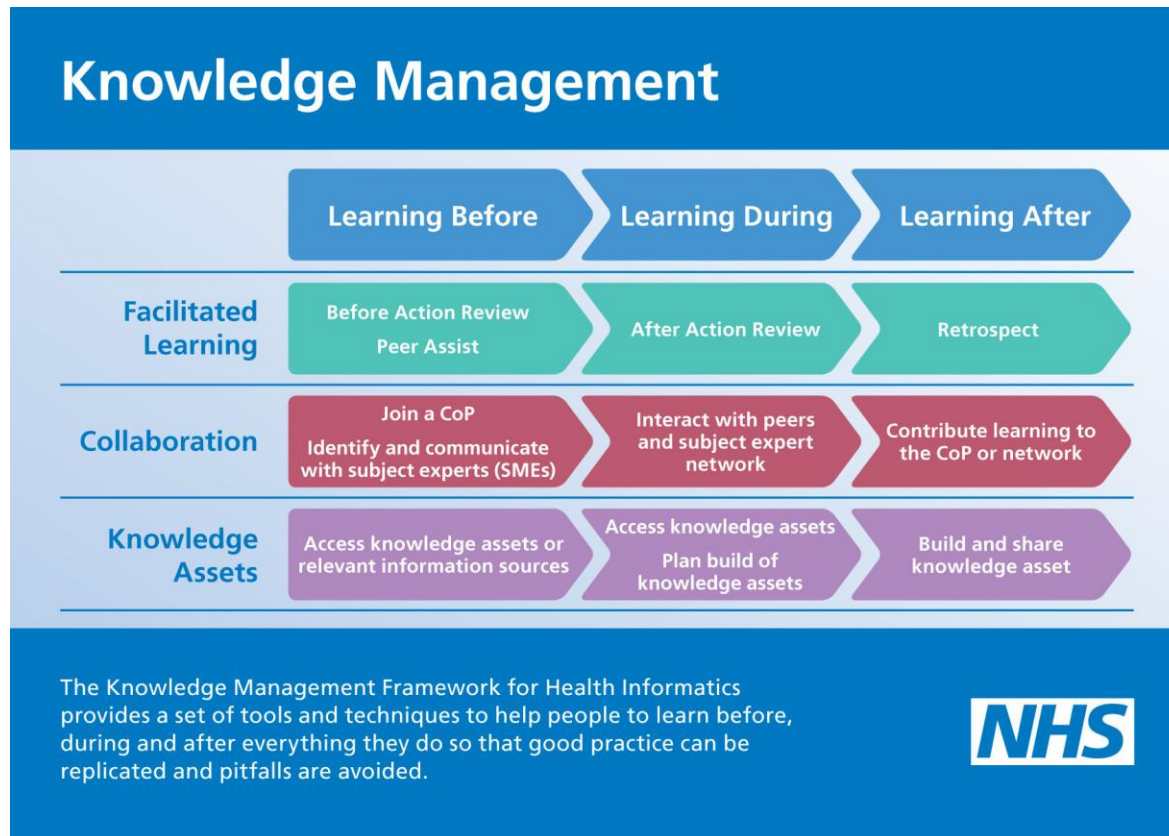 Knowledge Management
Learning Before
Learning During
Learning After
Facilitated
Learning
Before Action Review
Peer Assist
After Action Review
Retrospect
Collaboration
Join a CoP
Identify and communicate
with subject experts (SMEs)
Interact with peers
and subject expert
network
Contribute learning to
the CoP or network
Knowledge
Assets
Access knowledge assets or
relevant information sources
Access knowledge assets
Plan build of
knowledge assets
Build and share
knowledge asset
The Knowledge Management Framework for Health Informatics
provides a set of tools and techniques to help people to learn before,
during and after everything they do so that good practice can be
replicated and pitfalls are avoided.
NHS